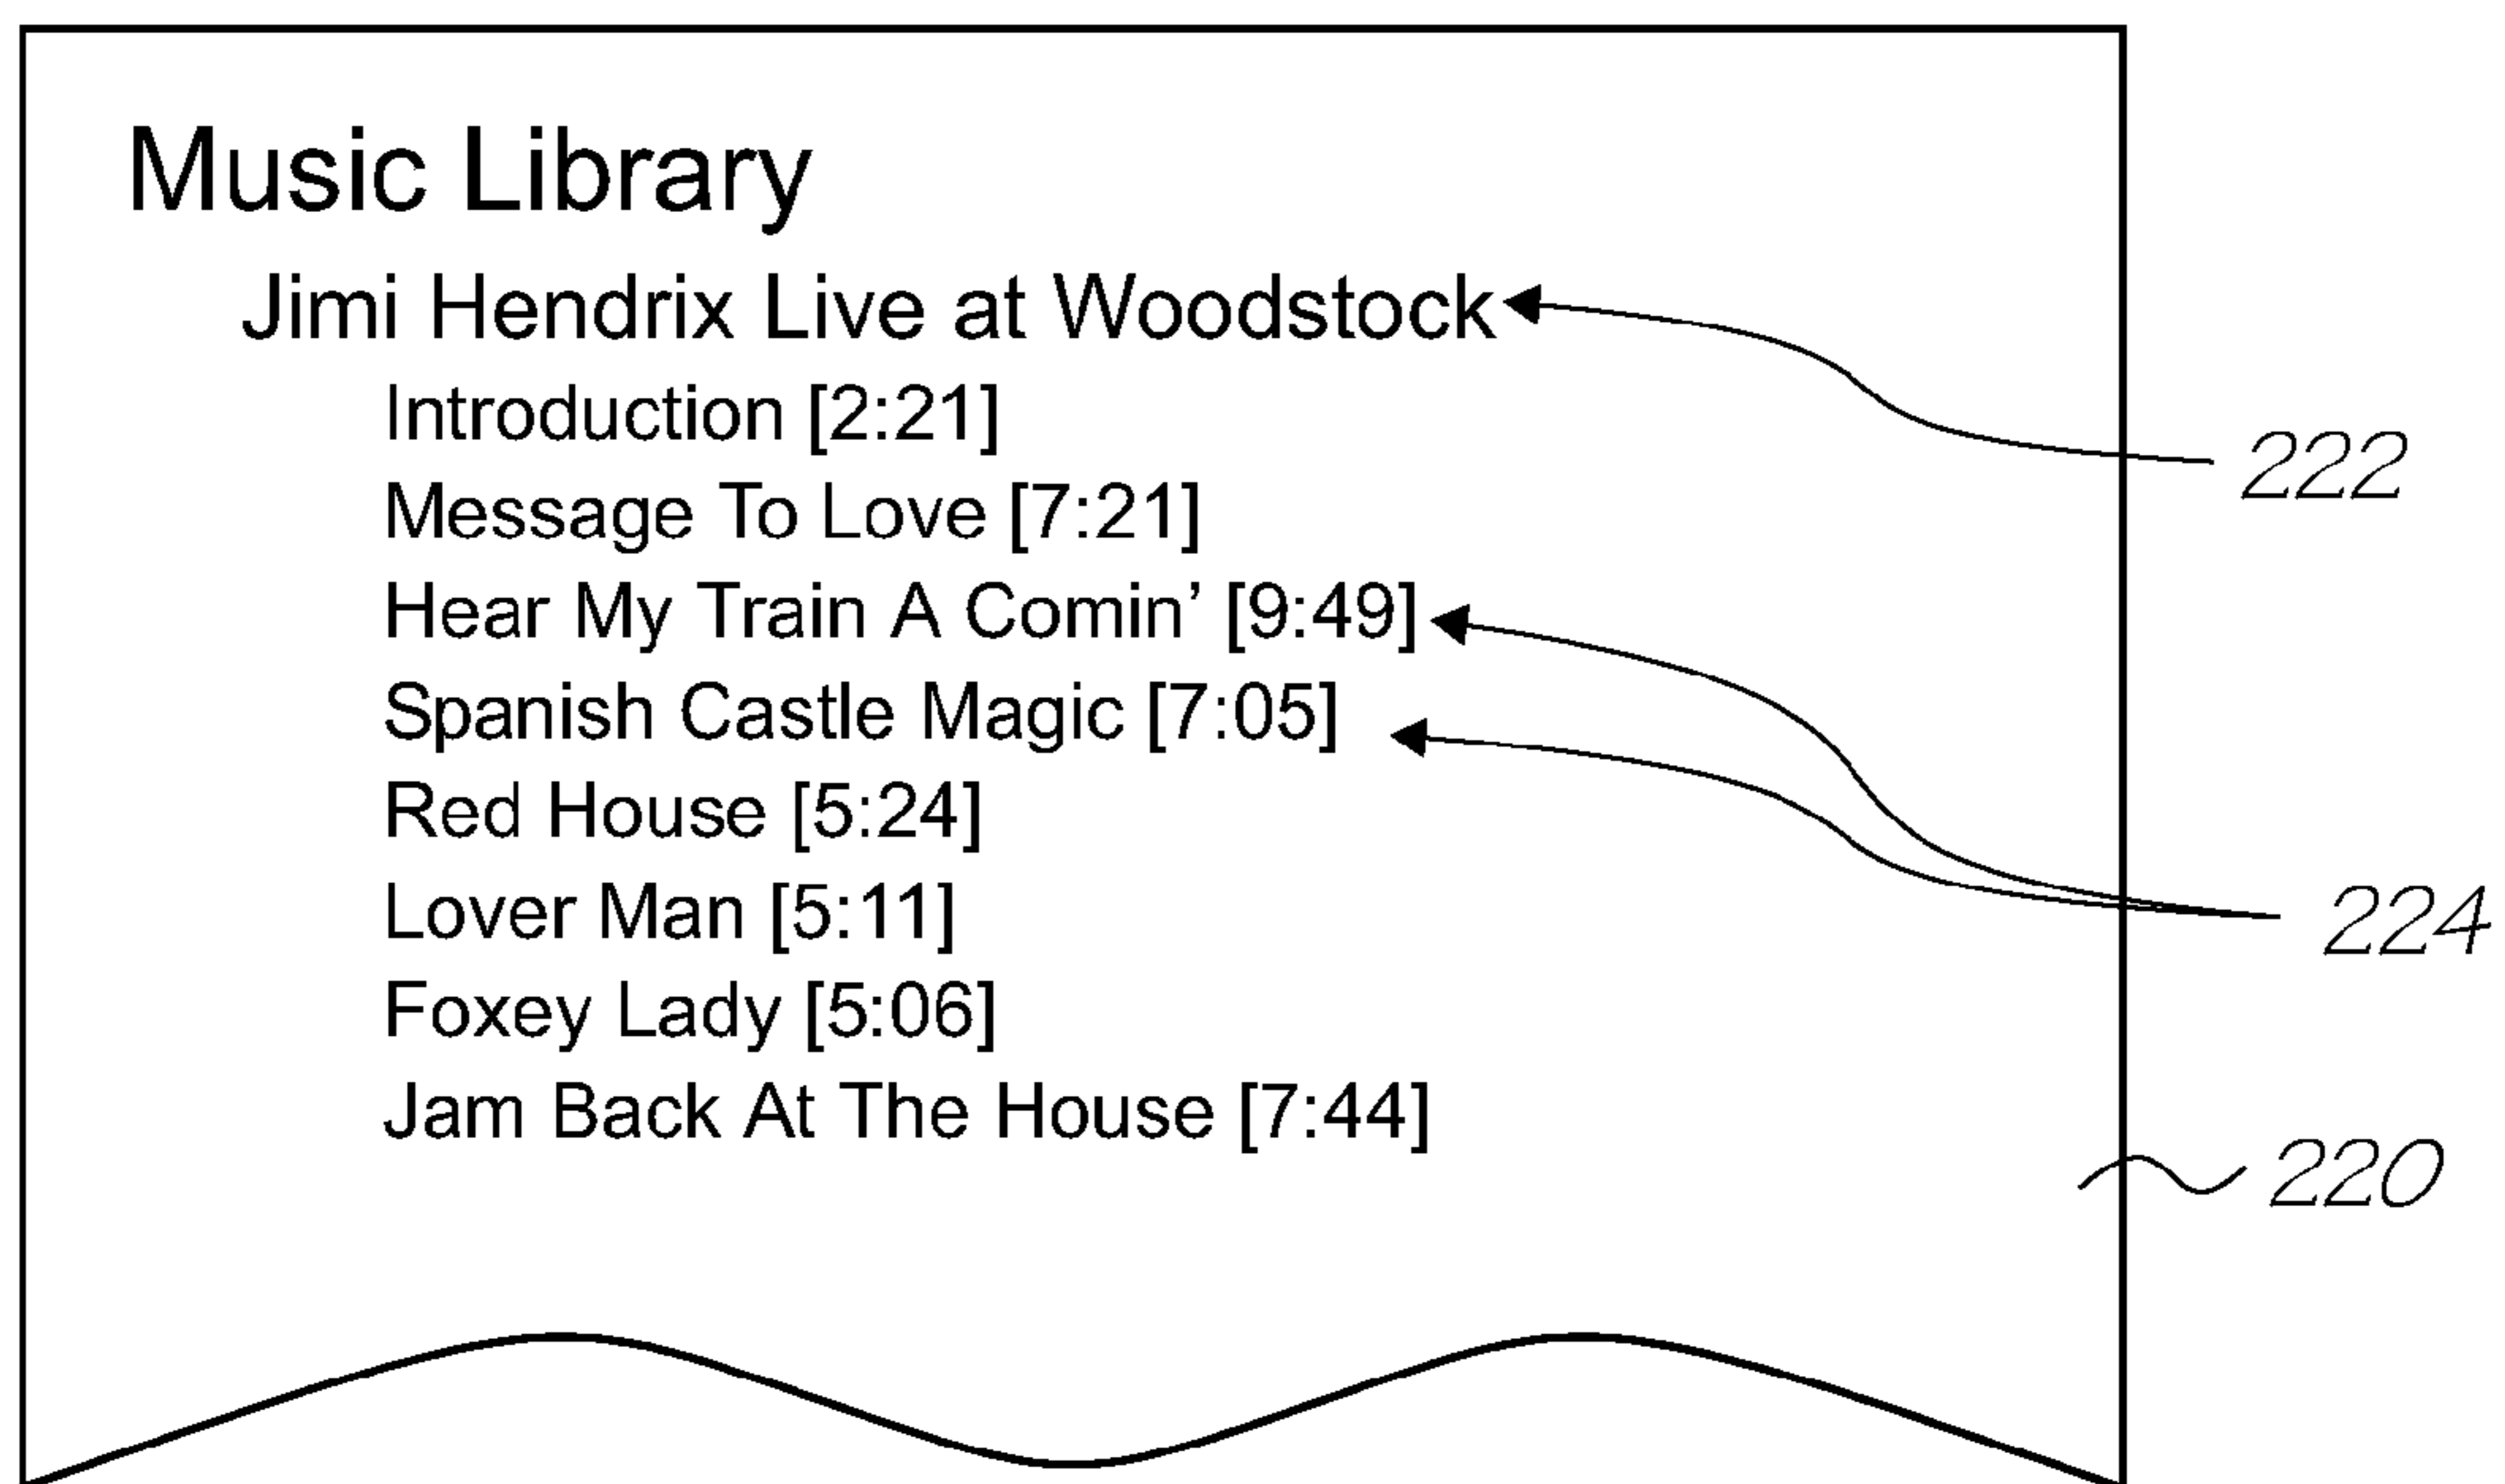 Music Library
Jimi Hendrix Live at Woodstock
Introduction [2:21]
222
Message To Love [7:21]
Hear My Train A Comin’ [9:49]
Spanish Castle Magic [7:05]
Red House [5:24]
Lover Man [5:11]
224
Foxey Lady [5:06]
Jam Back At The House [7:44]
220